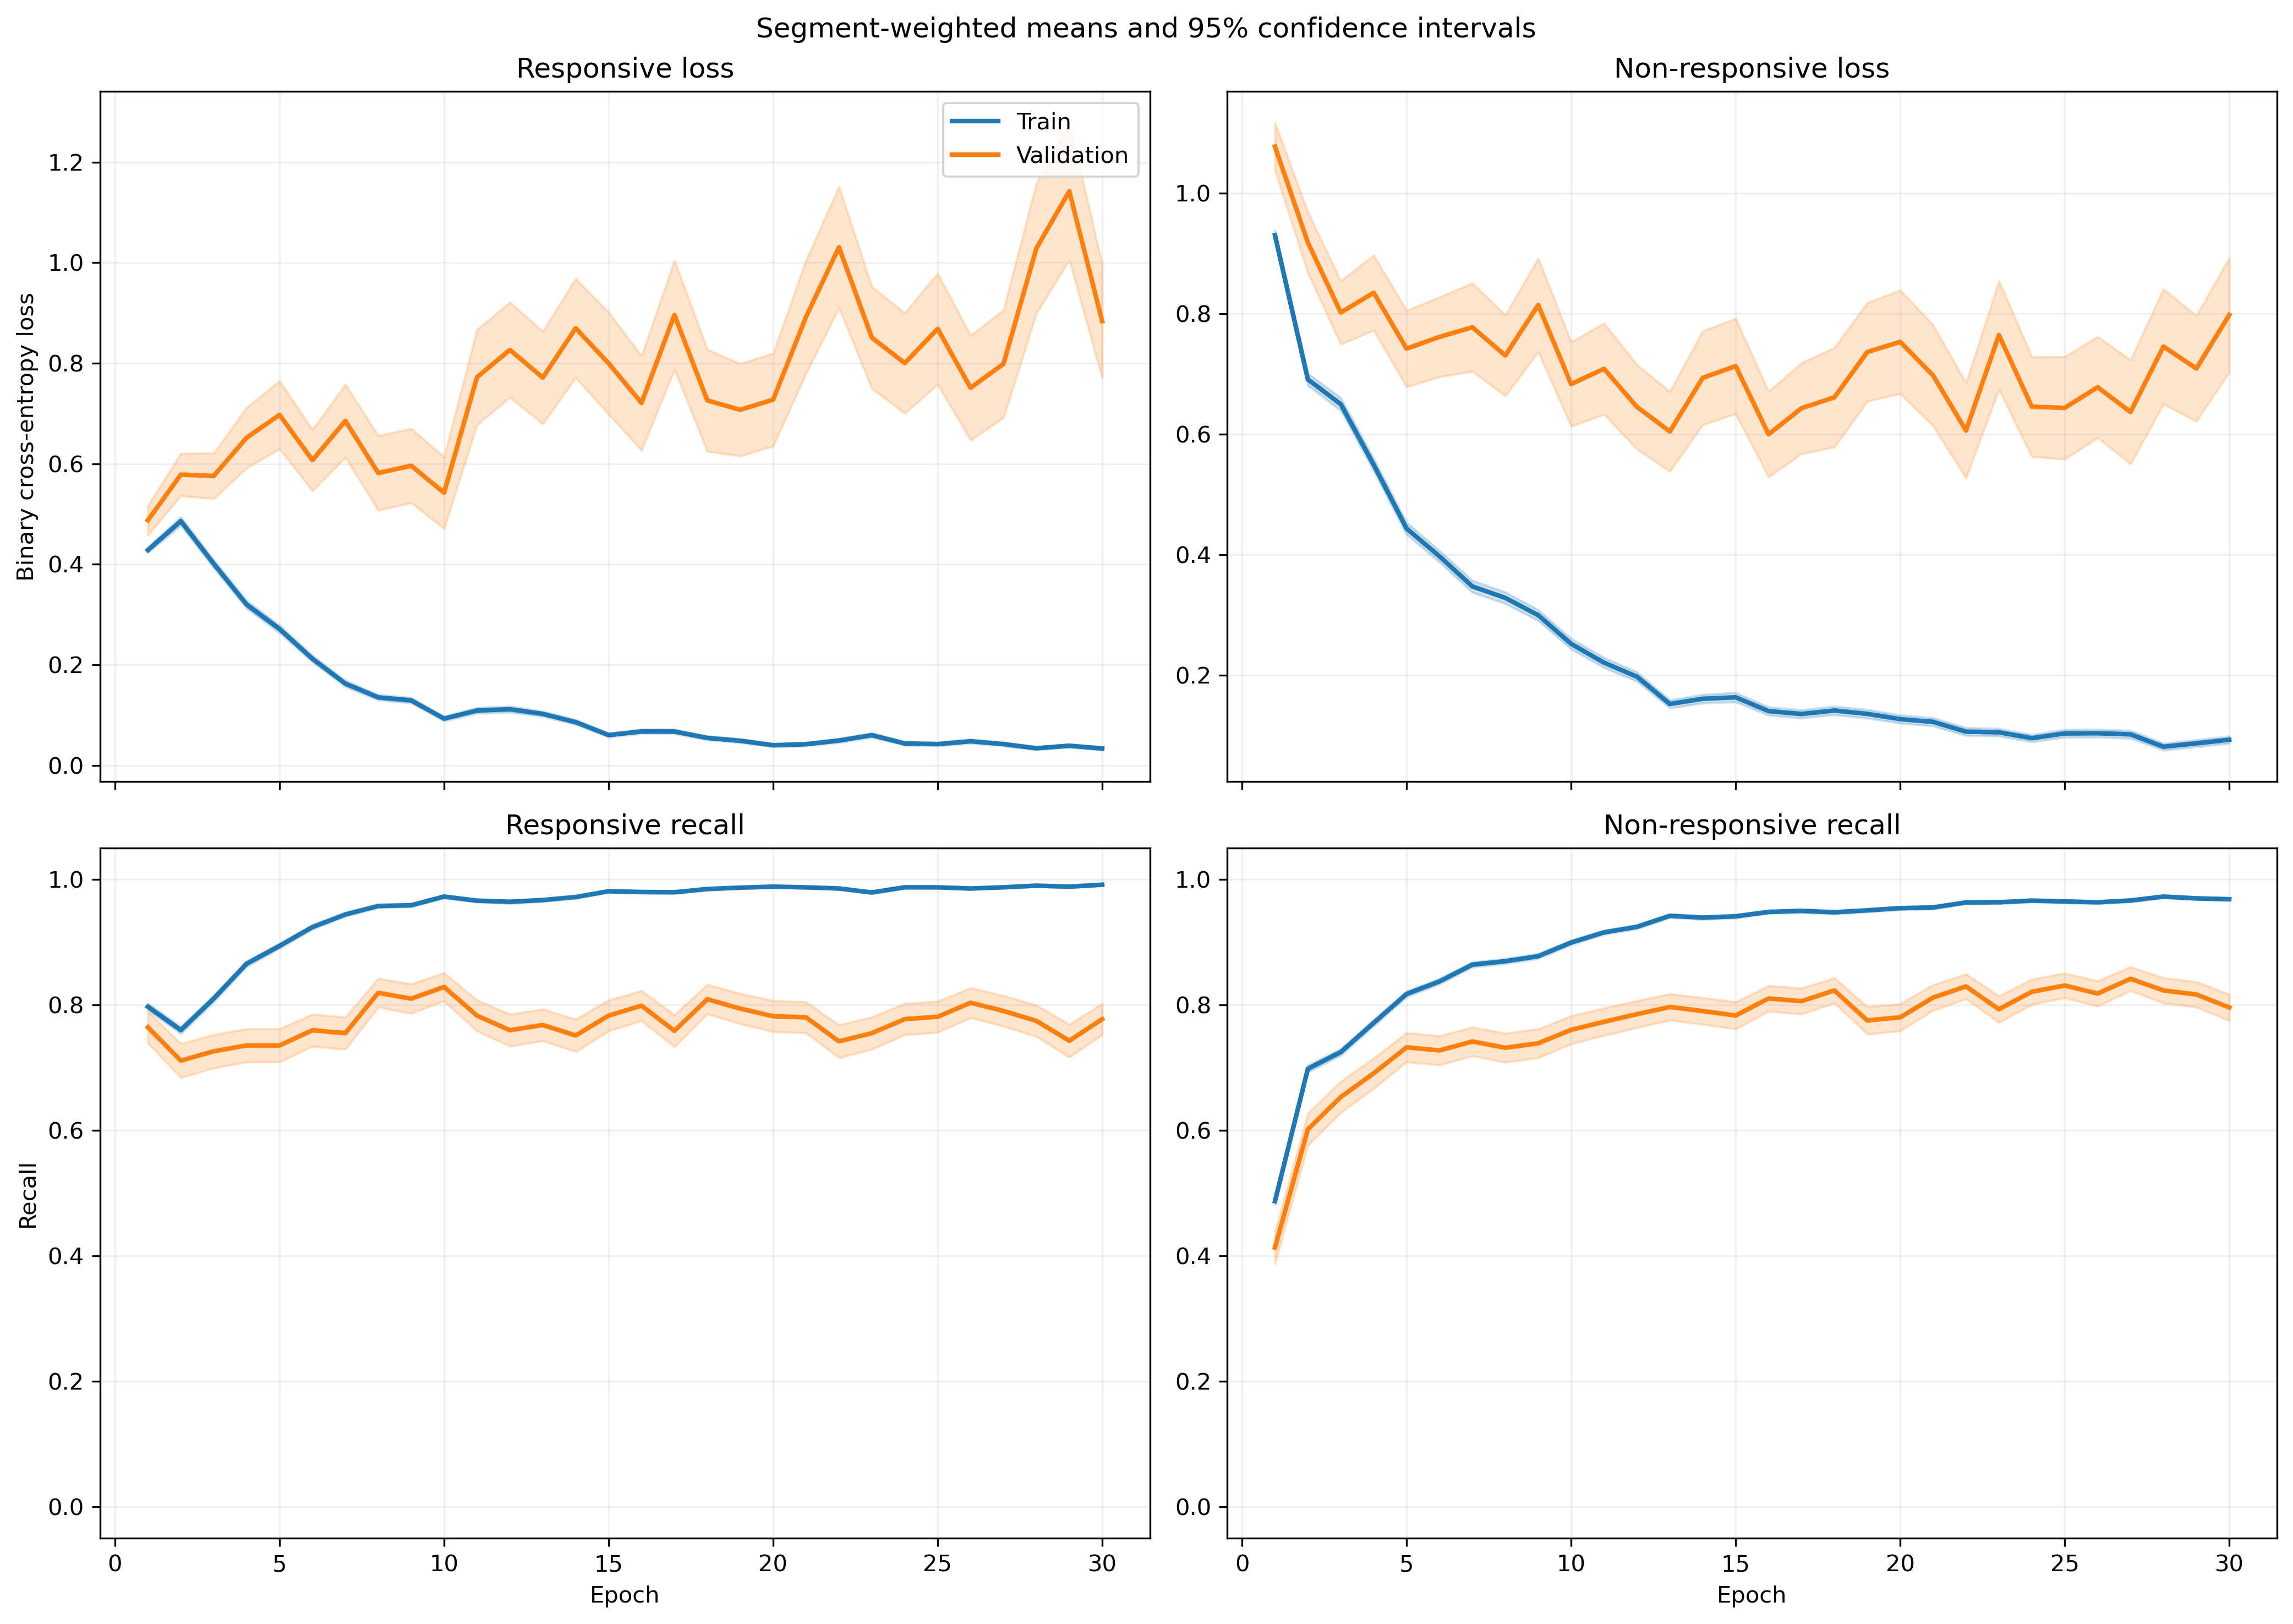 Segment-weighted means and 95% confidence intervals
Responsive loss
Non-responsive loss
Binary cross-entropy loss
1.2
1.0
0.8
0.6
0.4
0.2
0.0
Train
Validation
1.0
0.8
0.6
0.4
0.2
Responsive recall
Non-responsive recall
Recall
1.0
0.8
0.6
0.4
0.2
0.0
0 5 10 15 20 25 30
Epoch
1.0
0.8
0.6
0.4
0.2
0.0
0 5 10 15 20 25 30
Epoch